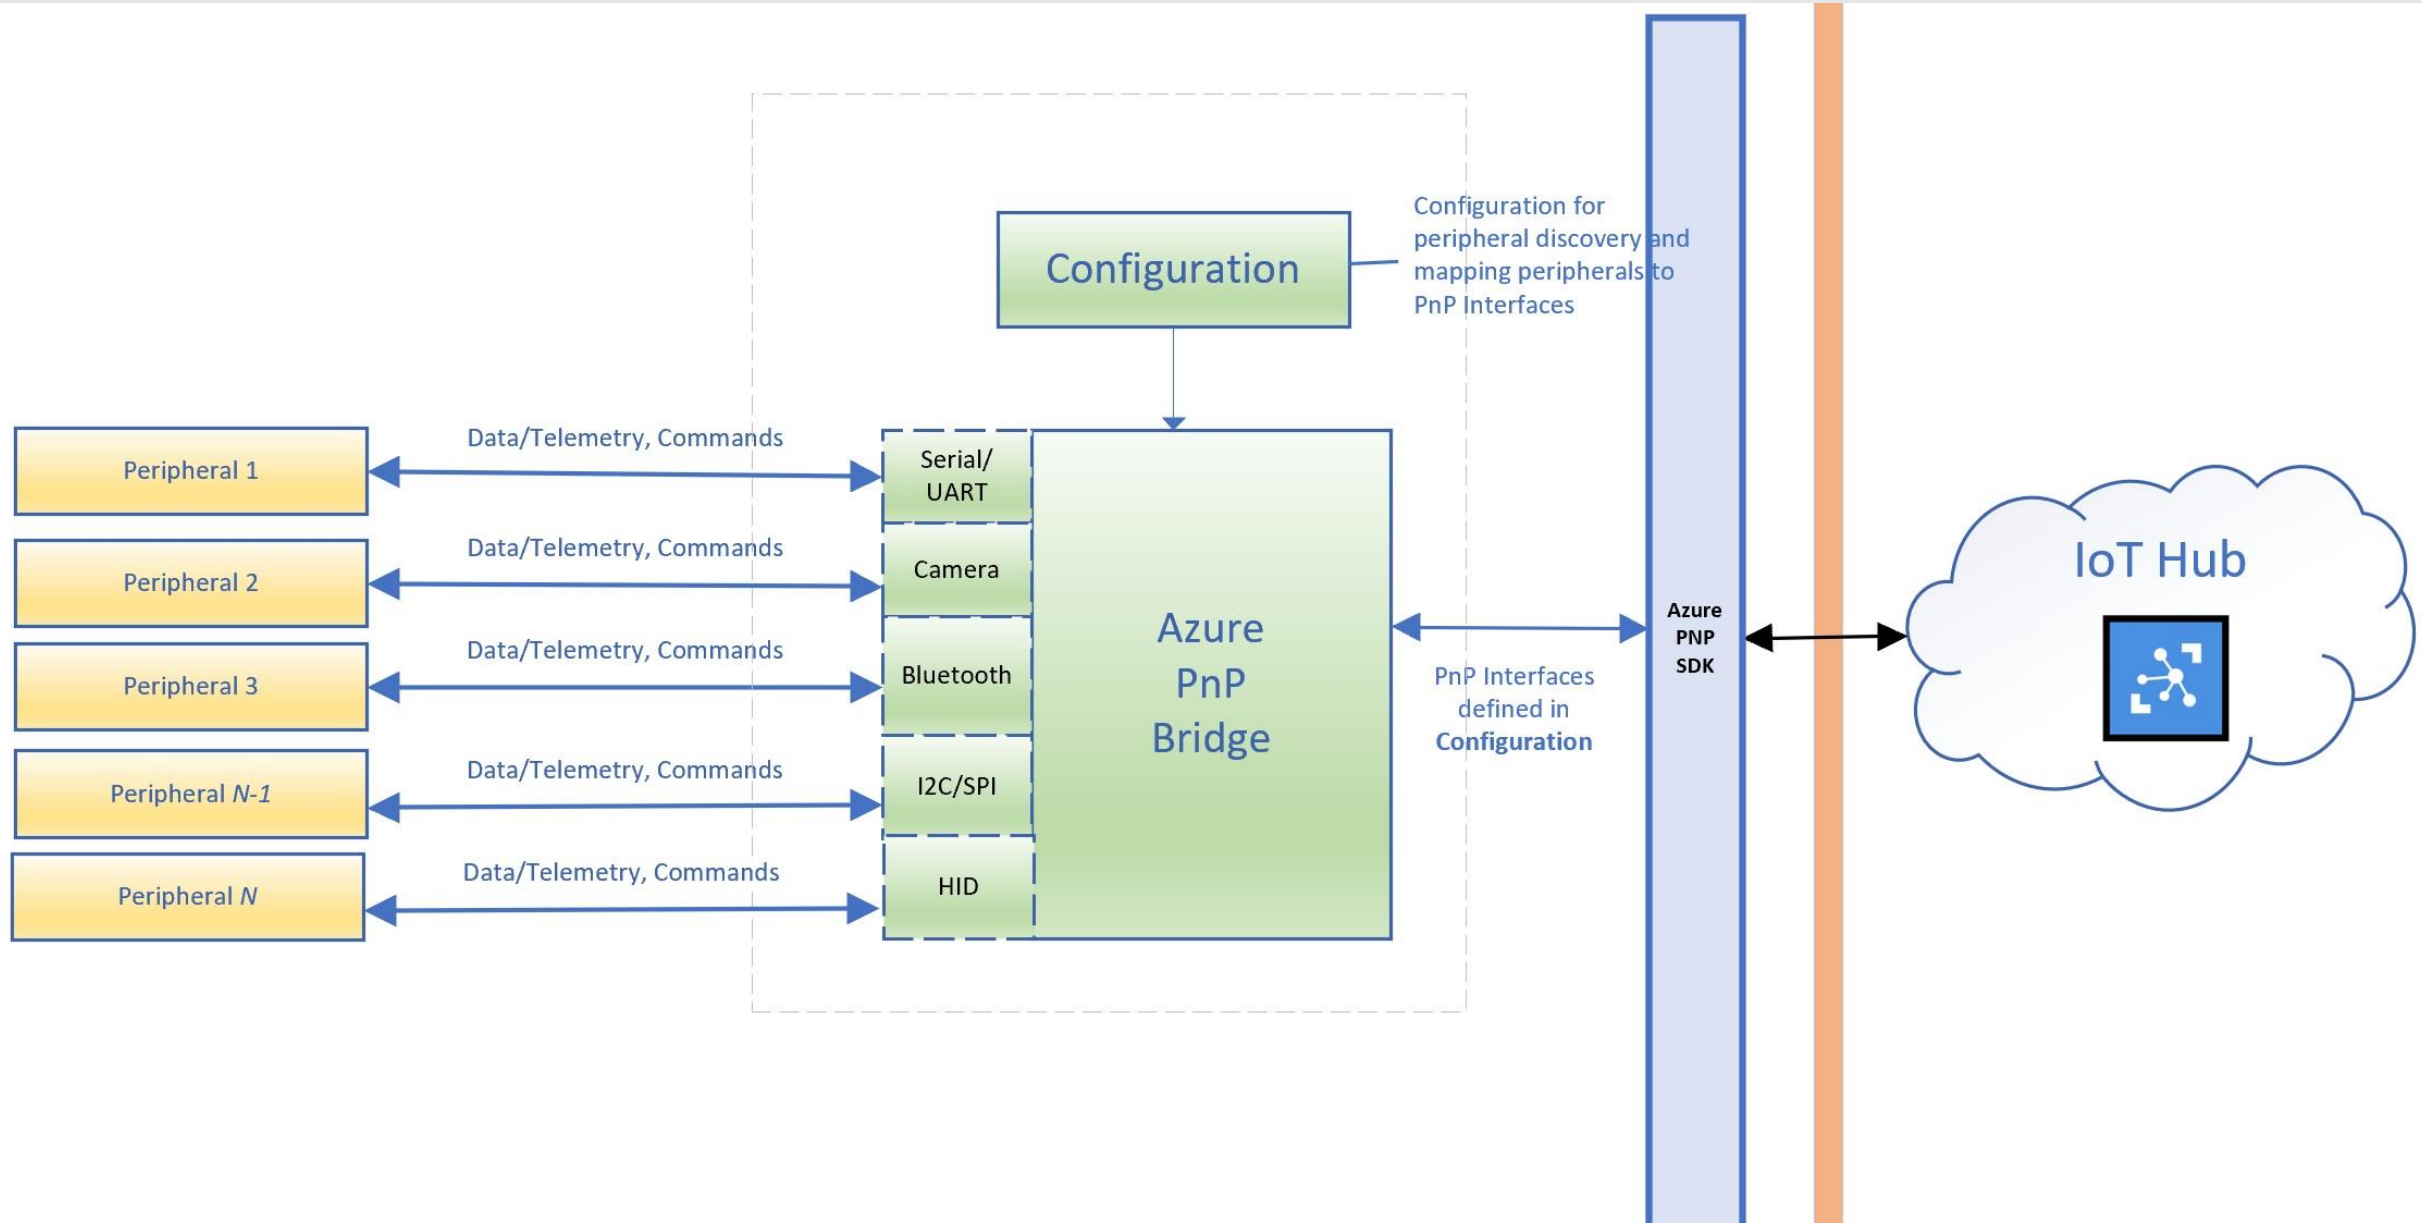 Configuration
Configuration for
peripheral discovery and
mapping peripherals to
PnP Interfaces
Peripheral 1
Data/Telemetry, Commands
Serial/
UART
Peripheral 2
Data/Telemetry, Commands
Camera
Peripheral 3
Data/Telemetry, Commands
Bluetooth
Peripheral N-1
Data/Telemetry, Commands
I2C/SPI
Peripheral N
Data/Telemetry, Commands
HID
Azure
PnP
Bridge
PnP Interfaces
defined in
Configuration
Azure
PNP
SDK
IoT Hub